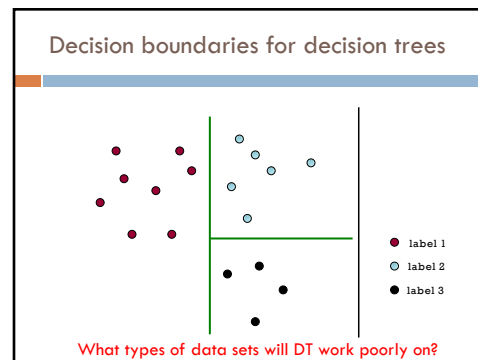 Decision boundaries for decision trees
label 1
label 2
label 3
What types of data sets will DT work poorly on?